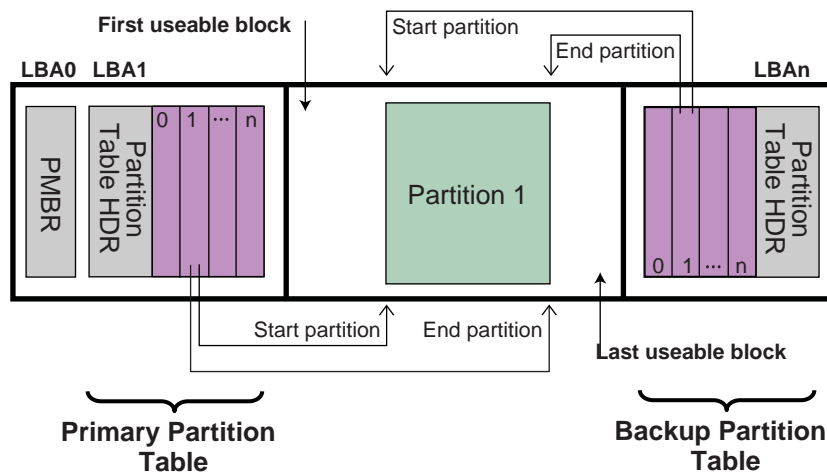 First useable block
Start partition
End partition
LBA0
LBA1
LBAn
PMBR
Partition
Table HDR
0 1 ... n
Partition 1
0 1 ... n
Partition
Table HDR
Start partition
End partition
Last useable block
Primary Partition
Table
Backup Partition
Table